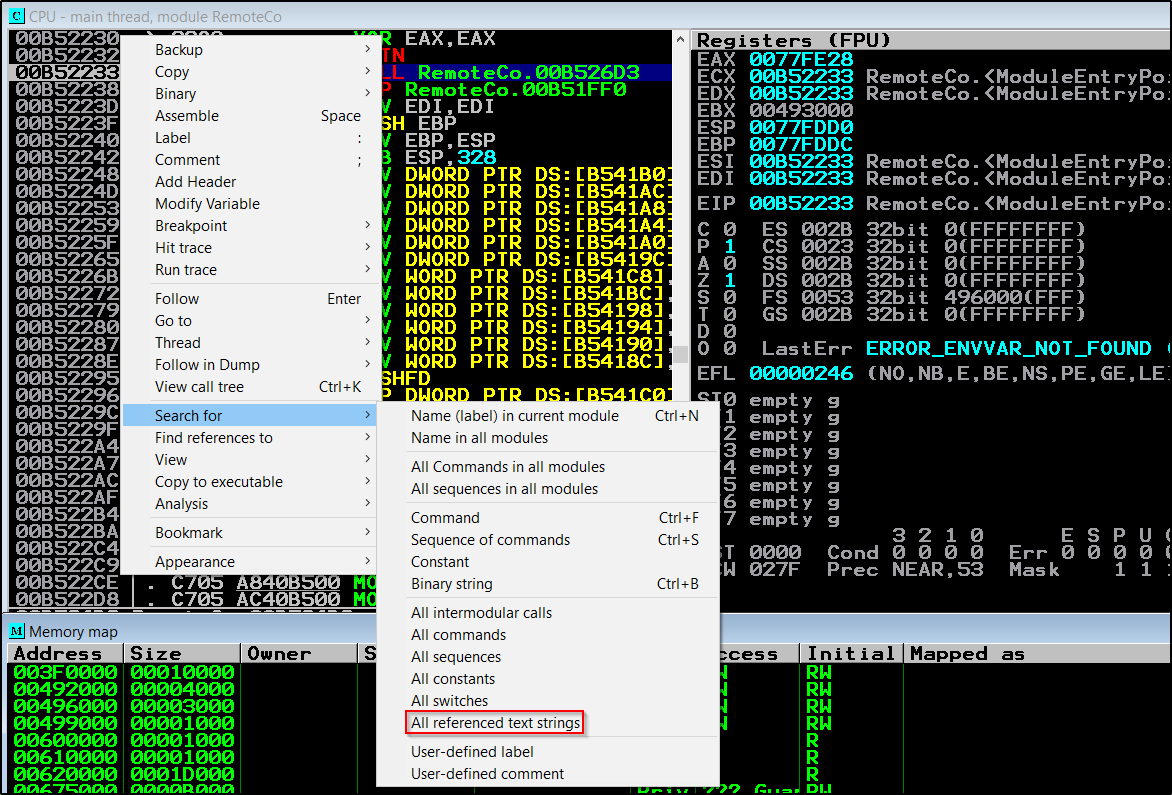 C CPU - main thread, module RemoteCo
00B52230 > XOR EAX,EAX
00B52232
00B52233 RemoteCo.00B526D3
00B52238 RemoteCo.00B51FF0
00B5223D EDI,EDI
00B5223F SH EBP
00B52240 EBP,ESP
00B52242 B ESP,328
00B52248 DWORD PTR DS:[B541B0]
00B5224D DWORD PTR DS:[B541AC]
00B52253 DWORD PTR DS:[B541A8]
00B52259 DWORD PTR DS:[B541A4]
00B5225F DWORD PTR DS:[B541A0]
00B52265 DWORD PTR DS:[B5419C]
00B5226B WORD PTR DS:[B541C8],
00B52272 WORD PTR DS:[B541BC],
00B52279 WORD PTR DS:[B54198],
00B52280 WORD PTR DS:[B54194],
00B52287 WORD PTR DS:[B54190],
00B5228E WORD PTR DS:[B5418C],
00B52295 SHFD
00B52296 DWORD PTR DS:[B541C0]
00B5229C
00B5229F
00B522A4
00B522A7
00B522AC
00B522AF
00B522B4
00B522BA
00B522C4
00B522C9
00B522CE . C705 A840B500 MO
00B522D8 . C705 AC40B500 MO
Backup
Copy
Binary
Assemble Space
Label :
Comment ;
Add Header
Modify Variable
Breakpoint
Hit trace
Run trace
Follow Enter
Go to
Thread
Follow in Dump
View call tree Ctrl+K
Search for
Find references to
View
Copy to executable
Analysis
Bookmark
Appearance
Name (label) in current module Ctrl+N
Name in all modules
All Commands in all modules
All sequences in all modules
Command Ctrl+F
Sequence of commands Ctrl+S
Constant
Binary string Ctrl+B
All intermodular calls
All commands
All sequences
All constants
All switches
All referenced text strings
User-defined label
User-defined comment
Registers (FPU)
EAX 0077FE28
ECX 00B52233 RemoteCo.<ModuleEntryPo
EDX 00B52233 RemoteCo.<ModuleEntryPo
EBX 00493000
ESP 0077FDD0
EBP 0077FDDC
ESI 00B52233 RemoteCo.<ModuleEntryPo
EDI 00B52233 RemoteCo.<ModuleEntryPo
EIP 00B52233 RemoteCo.<ModuleEntryPo
C 0 ES 002B 32bit 0(FFFFFFFF)
P 1 CS 0023 32bit 0(FFFFFFFF)
A 0 SS 002B 32bit 0(FFFFFFFF)
Z 1 DS 002B 32bit 0(FFFFFFFF)
S 0 FS 0053 32bit 496000(FFF)
T 0 GS 002B 32bit 0(FFFFFFFF)
D 0
O 0 LastErr ERROR_ENVVAR_NOT_FOUND (
EFL 00000246 (NO,NB,E,BE,NS,PE,GE,LE
ST0 empty g
1 empty g
2 empty g
3 empty g
4 empty g
5 empty g
6 empty g
7 empty g
3 2 1 0 E S P U
ST 0000 Cond 0 0 0 0 Err 0 0 0 0
CW 027F Prec NEAR,53 Mask 1 1
M Memory map
Address Size Owner S ccess Initial Mapped as
003F0000 00010000 RW
00492000 00004000 RW
00496000 00003000 RW
00499000 00001000 RW
00600000 00001000 R
00610000 00001000 R
00620000 0001D000 R
00675000 0000B000 Priv ??? Guar RW